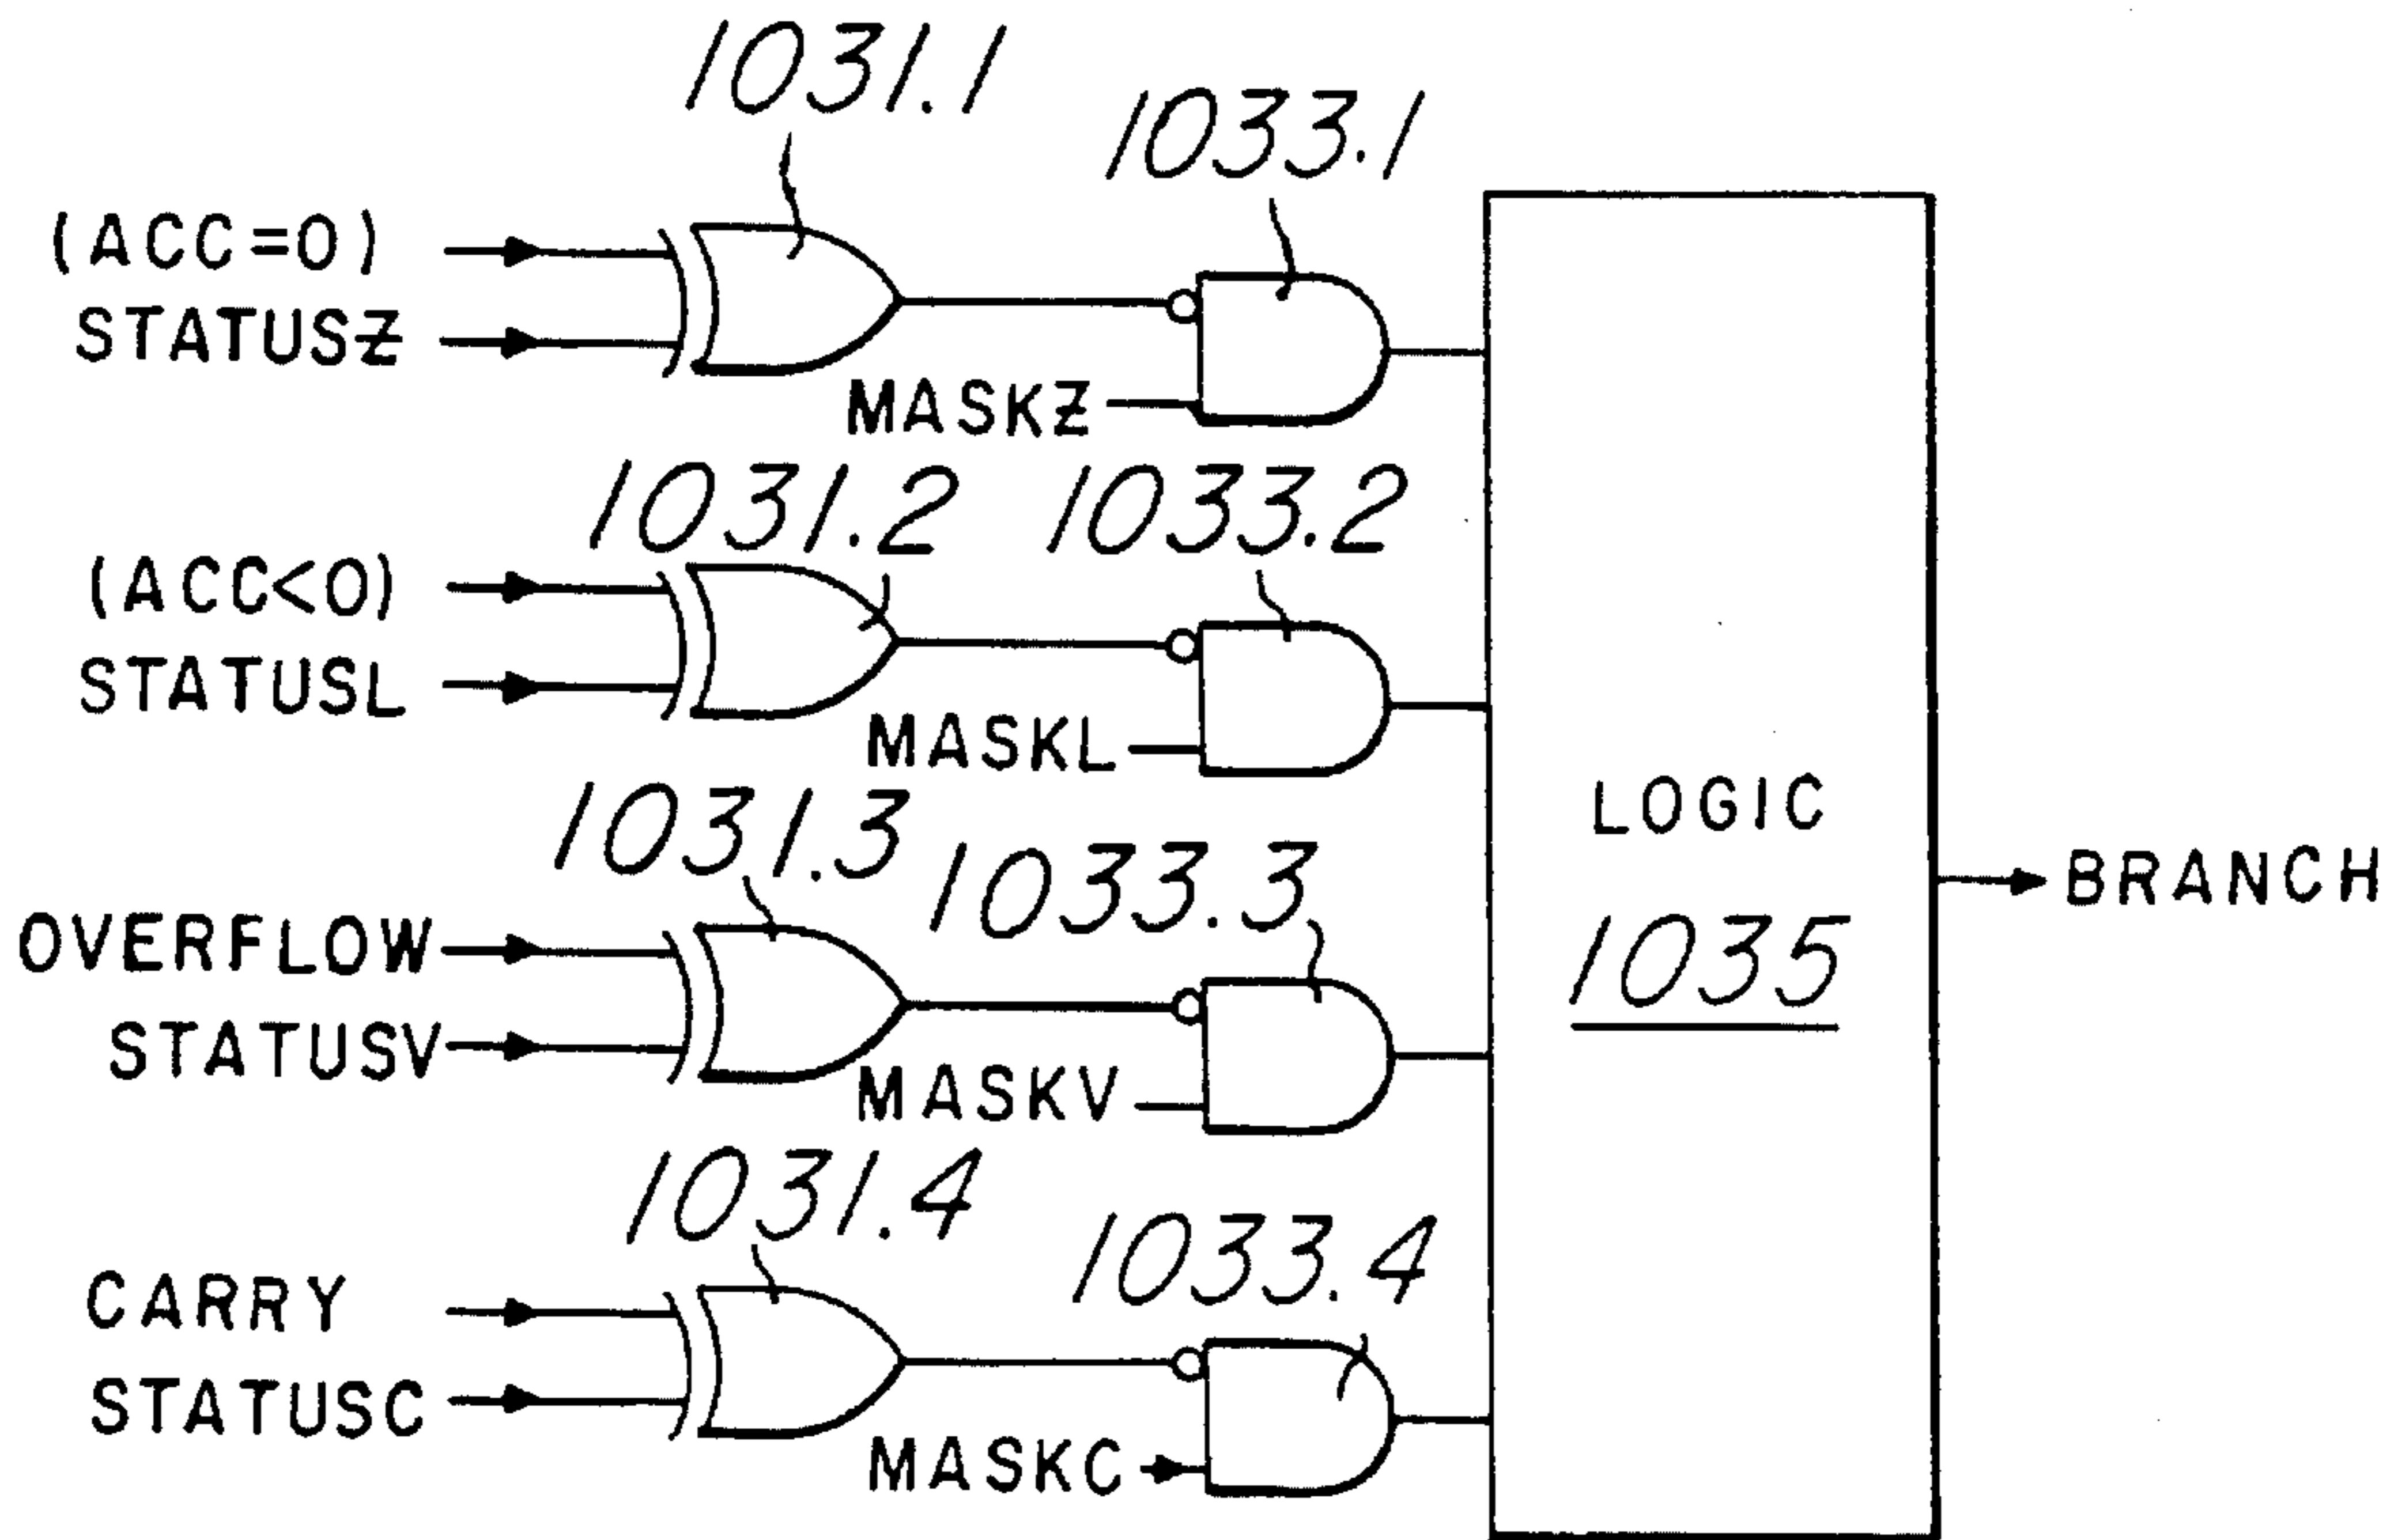 1031.1
1033.1
(ACC=0)
STATUSZ
MASKZ
1031.2
1033.2
(ACC<0)
STATUSL
MASKL
1031.3
1033.3
OVERFLOW
STATUSV
MASKV
1031.4
1033.4
CARRY
STATUSC
MASKC
LOGIC
1035
BRANCH